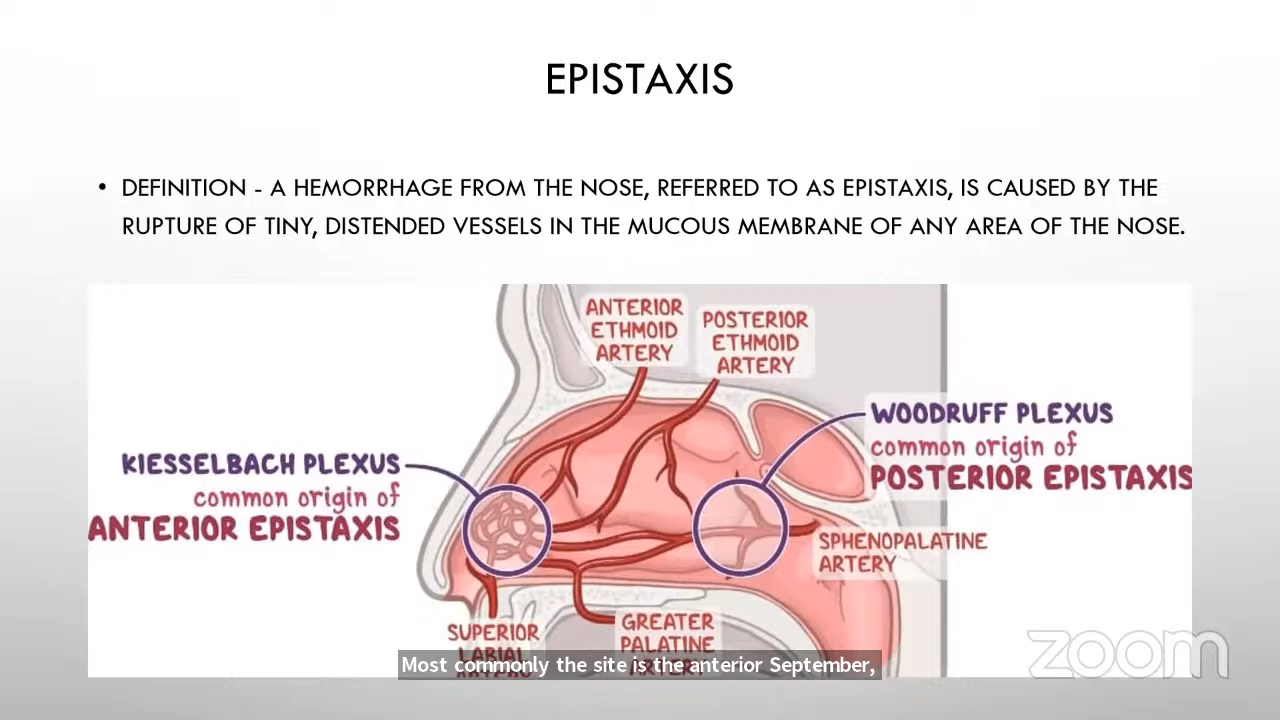 EPISTAXIS
• DEFINITION - A HEMORRHAGE FROM THE NOSE, REFERRED TO AS EPISTAXIS, IS CAUSED BY THE
RUPTURE OF TINY, DISTENDED VESSELS IN THE MUCOUS MEMBRANE OF ANY AREA OF THE NOSE.
ANTERIOR
ETHMOID
ARTERY
POSTERIOR
ETHMOID
ARTERY
WOODRUFF PLEXUS
common origin of
POSTERIOR EPISTAXIS
KIESSELBACH PLEXUS
common origin of
ANTERIOR EPISTAXIS
SPHENOPALATINE
ARTERY
SUPERIOR
LABIAL
ARTERY
GREATER
PALATINE
Most commonly the site is the anterior September,
zoom